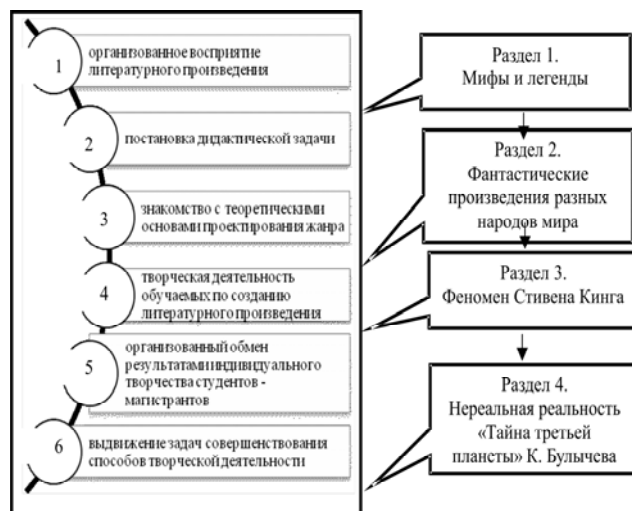 1
организованное восприятие
литературного произведения
2
постановка дидактической задачи
3
знакомство с теоретическими
основами проектирования жанра
4
творческая деятельность
обучаемых по созданию
литературного произведения
5
организованный обмен
результатами индивидуального
творчества студентов -
магистрантов
6
выдвижение задач совершенствования
способов творческой деятельности
Раздел 1.
Мифы и легенды
Раздел 2.
Фантастические
произведения разных
народов мира
Раздел 3.
Феномен Стивена Кинга
Раздел 4.
Нереальная реальность
«Тайна третьей
планеты» К. Булычева